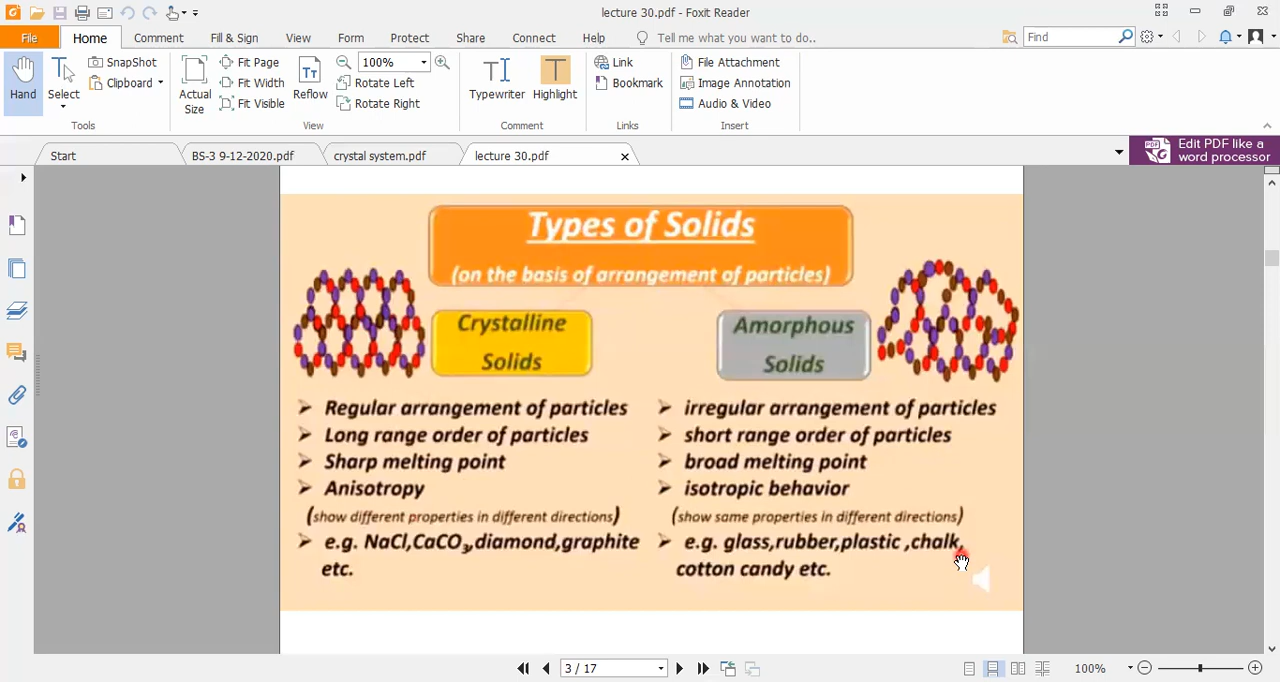 lecture 30.pdf - Foxit Reader
File Home Comment Fill & Sign View Form Protect Share Connect Help Tell me what you want to do.. Find
Hand
Select
SnapShot
Clipboard
Tools
Actual
Size
Fit Page
Fit Width
Fit Visible
Reflow
100%
Rotate Left
Rotate Right
View
Typewriter
Highlight
Comment
Link
Bookmark
Links
File Attachment
Image Annotation
Audio & Video
Insert
Start BS-3 9-12-2020.pdf crystal system.pdf lecture 30.pdf
Edit PDF like a
word processor
Types of Solids
(on the basis of arrangement of particles)
Crystalline
Solids
Regular arrangement of particles
Long range order of particles
Sharp melting point
Anisotropy
(show different properties in different directions)
e.g. NaCl,CaCO₃,diamond,graphite
etc.
Amorphous
Solids
irregular arrangement of particles
short range order of particles
broad melting point
isotropic behavior
(show same properties in different directions)
e.g. glass,rubber,plastic ,chalk,
cotton candy etc.
3 / 17
100%